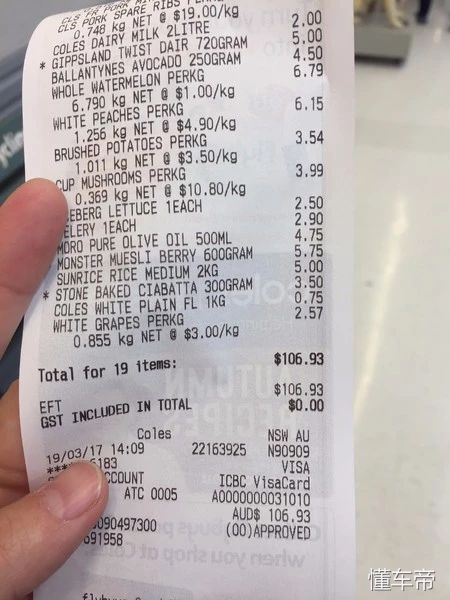 CLS PORK SPARE RIBS
0.748 kg NET @ $19.00/kg
COLES DAIRY MILK 2LITRE 2.00
* GIPPSLAND TWIST DAIR 720GRAM 5.00
BALLANTYNES AVOCADO 250GRAM 4.50
WHOLE WATERMELON PERKG 6.79
6.790 kg NET @ $1.00/kg
WHITE PEACHES PERKG 6.15
1.256 kg NET @ $4.90/kg
BRUSHED POTATOES PERKG 3.54
1.011 kg NET @ $3.50/kg
CUP MUSHROOMS PERKG 3.99
0.369 kg NET @ $10.80/kg
EBERG LETTUCE 1EACH 2.50
ELERY 1EACH 2.90
MORO PURE OLIVE OIL 500ML 4.75
MONSTER MUESLI BERRY 600GRAM 5.75
SUNRICE RICE MEDIUM 2KG 5.00
* STONE BAKED CIABATTA 300GRAM 3.50
COLES WHITE PLAIN FL 1KG 0.75
WHITE GRAPES PERKG 2.57
0.855 kg NET @ $3.00/kg
Total for 19 items: $106.93
EFT $106.93
GST INCLUDED IN TOTAL $0.00
Coles NSW AU
19/03/17 14:09 22163925 N90909
6183 VISA
COUNT ICBC VisaCard
ATC 0005 A0000000031010
AUD$ 106.93
090497300 (00)APPROVED
691958
懂车帝